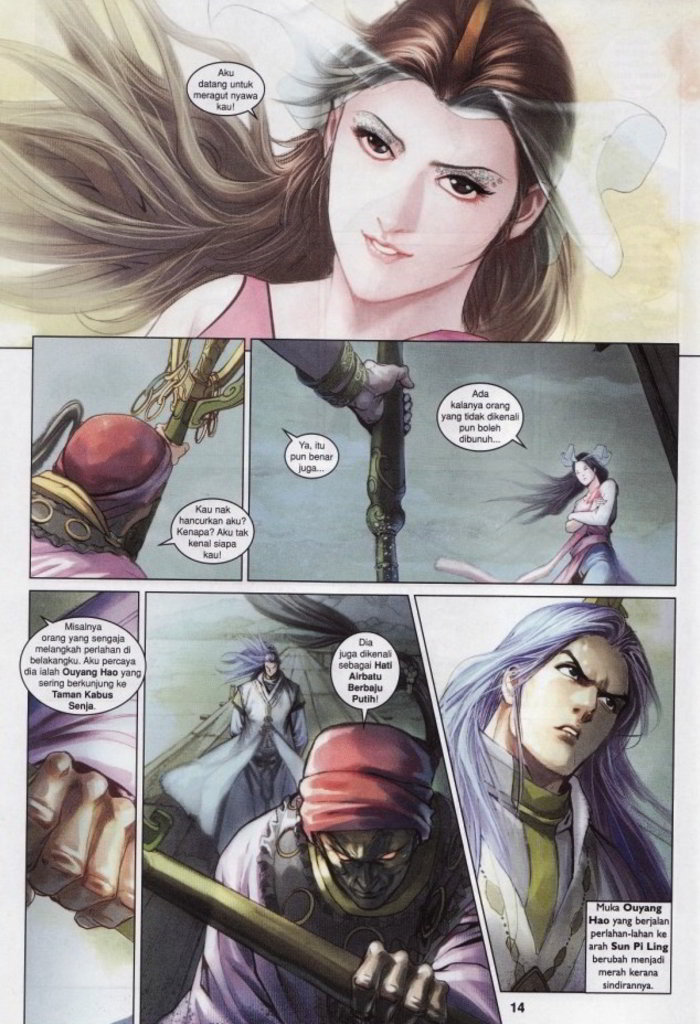 Aku
datang untuk
meragut nyawa
kau!
Kau nak
hancurkan aku?
Kenapa? Aku tak
kenal siapa
kau!
Ya, itu
pun benar
juga...
Ada
kalanya orang
yang tidak dikenali
pun boleh
dibunuh...
Misalnya
orang yang sengaja
melangkah perlahan di
belakangku. Aku percaya
dia ialah Ouyang Hao yang
sering berkunjung ke
Taman Kabus
Senja.
Dia
juga dikenali
sebagai Hati
Airbatu
Berbaju
Putih!
Muka Ouyang
Hao yang berjalan
perlahan-lahan ke
arah Sun Pi Ling
berubah menjadi
merah kerana
sindirannya.
14